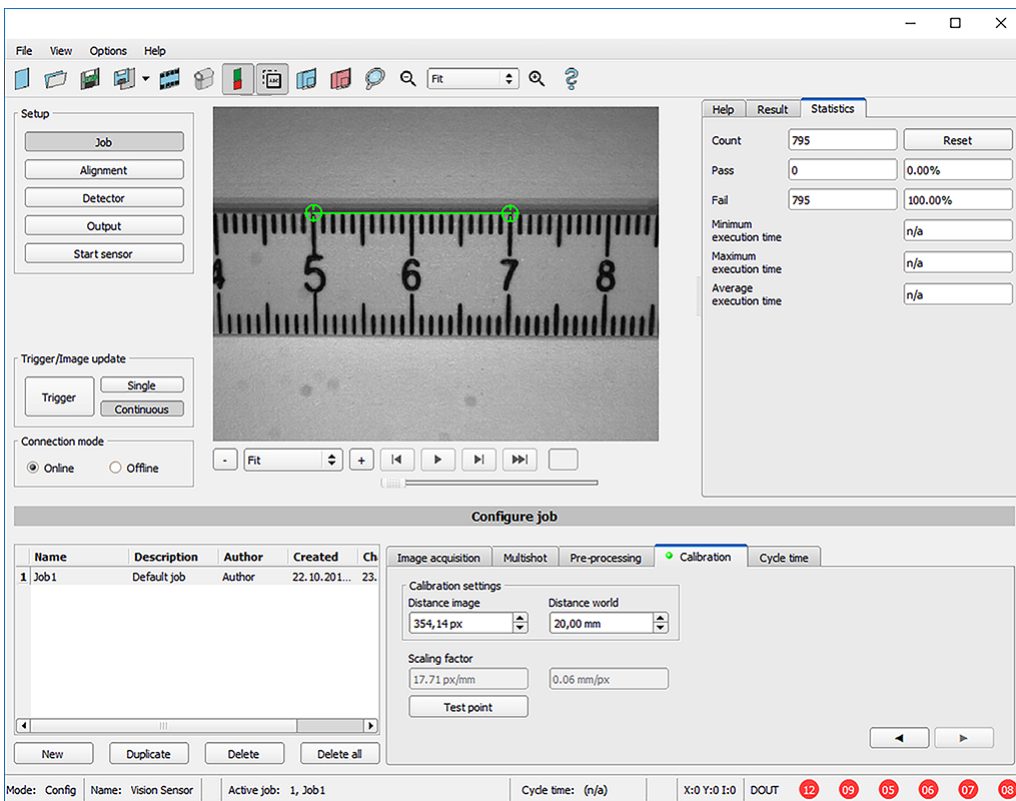 File View Options Help
Fit
Setup
Job
Alignment
Detector
Output
Start sensor
Trigger/Image update
Trigger
Single
Continuous
Connection mode
Online Offline
4 5 6 7 8
- Fit +
Help Result Statistics
Count 795 Reset
Pass 0 0.00%
Fail 795 100.00%
Minimum
execution time n/a
Maximum
execution time n/a
Average
execution time n/a
Configure job
Name Description Author Created Ch
1 Job1 Default job Author 22.10.201... 23.
New Duplicate Delete Delete all
Image acquisition Multishot Pre-processing Calibration Cycle time
Calibration settings
Distance image Distance world
354,14 px 20,00 mm
Scaling factor
17.71 px/mm 0.06 mm/px
Test point
Mode: Config Name: Vision Sensor Active job: 1, Job1 Cycle time: (n/a) X:0 Y:0 I:0 DOUT 12 09 05 06 07 08